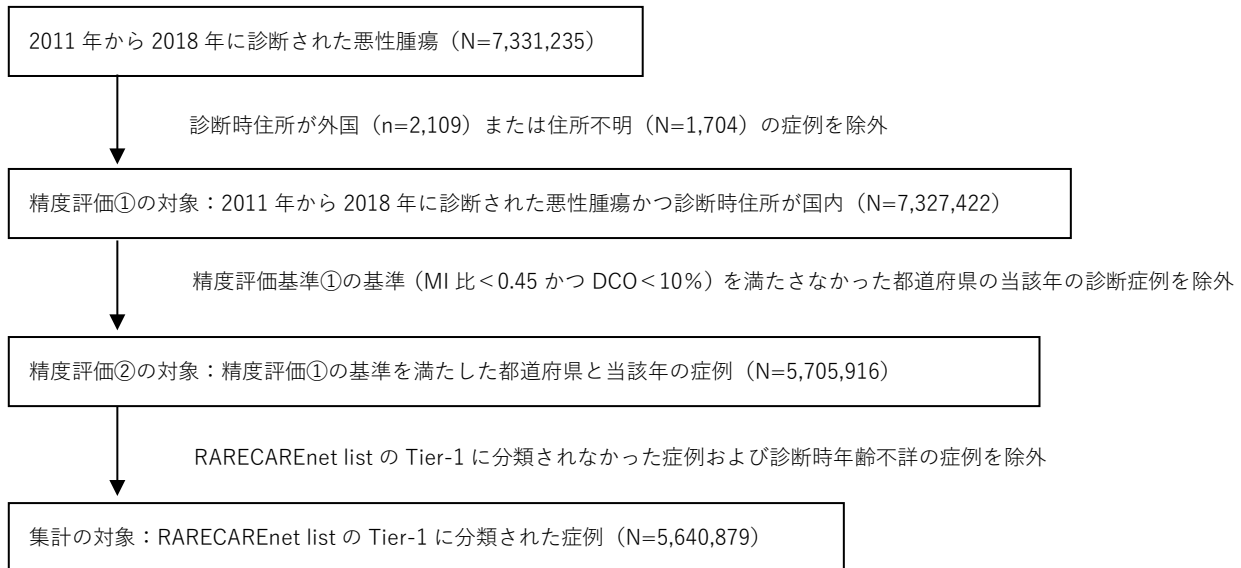 2011 年から 2018 年に診断された悪性腫瘍（N=7,331,235）
診断時住所が外国（n=2,109）または住所不明（N=1,704）の症例を除外
精度評価①の対象：2011 年から 2018 年に診断された悪性腫瘍かつ診断時住所が国内（N=7,327,422）
精度評価基準①の基準（MI 比＜0.45 かつ DCO＜10％）を満たさなかった都道府県の当該年の診断症例を除外
精度評価②の対象：精度評価①の基準を満たした都道府県と当該年の症例（N=5,705,916）
RARECAREnet list の Tier-1 に分類されなかった症例および診断時年齢不詳の症例を除外
集計の対象：RARECAREnet list の Tier-1 に分類された症例（N=5,640,879）